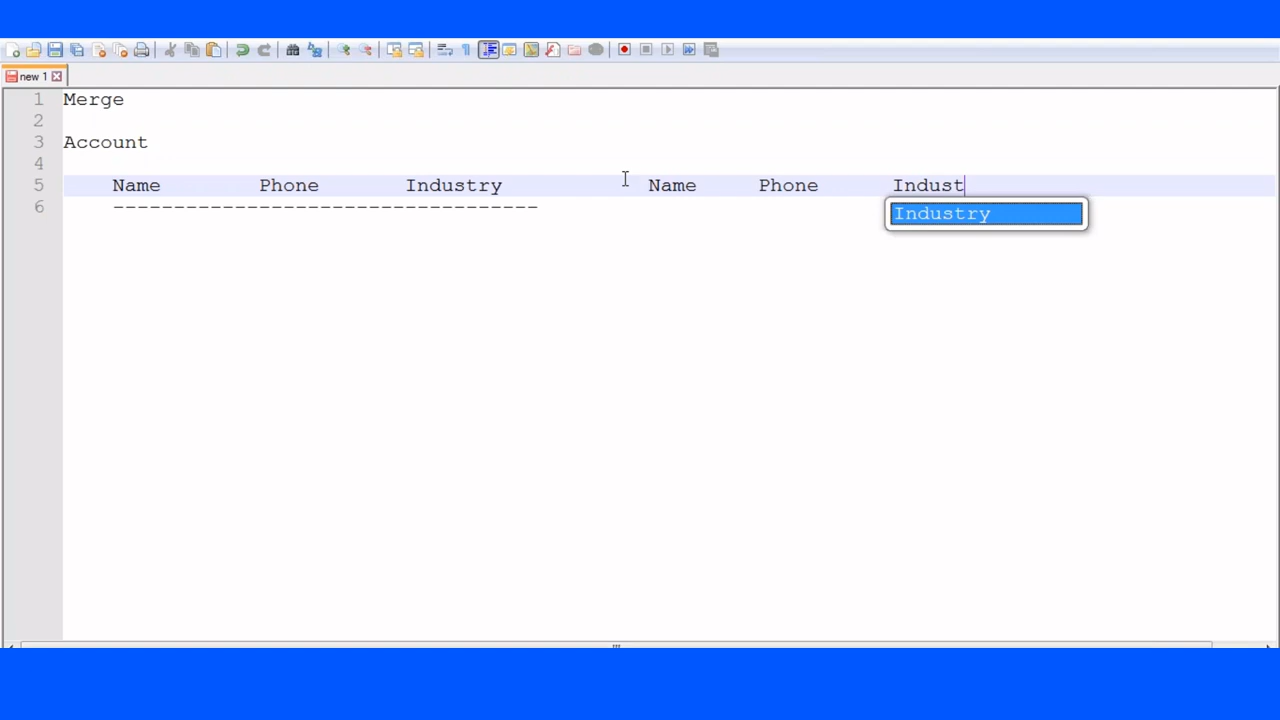 new 1
1 Merge
2
3 Account
4
5 Name Phone Industry Name Phone Indust
Industry
6 -----------------------------------